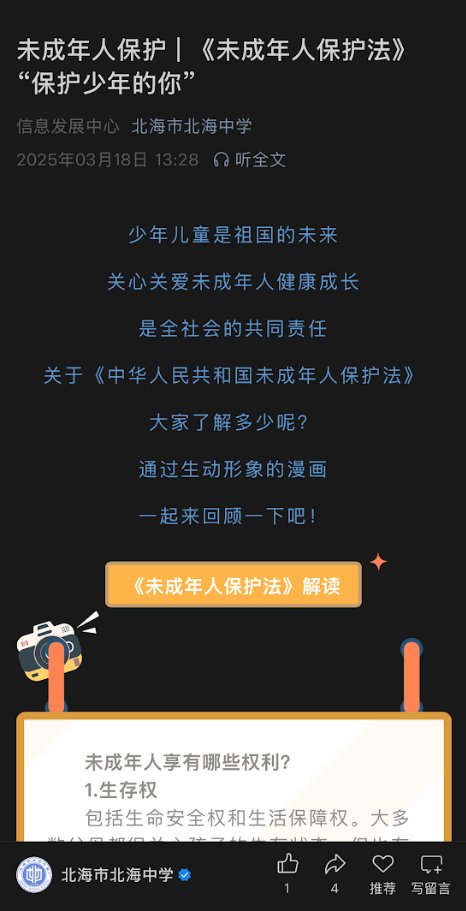 未成年人保护 | 《未成年人保护法》
“保护少年的你”
信息发展中心 北海市北海中学
2025年03月18日 13:28 听全文
少年儿童是祖国的未来
关心关爱未成年人健康成长
是全社会的共同责任
关于《中华人民共和国未成年人保护法》
大家了解多少呢？
通过生动形象的漫画
一起来回顾一下吧！
《未成年人保护法》解读
未成年人享有哪些权利？
1.生存权
包括生命安全权和生活保障权。大多
北海市北海中学
1 4 推荐 写留言